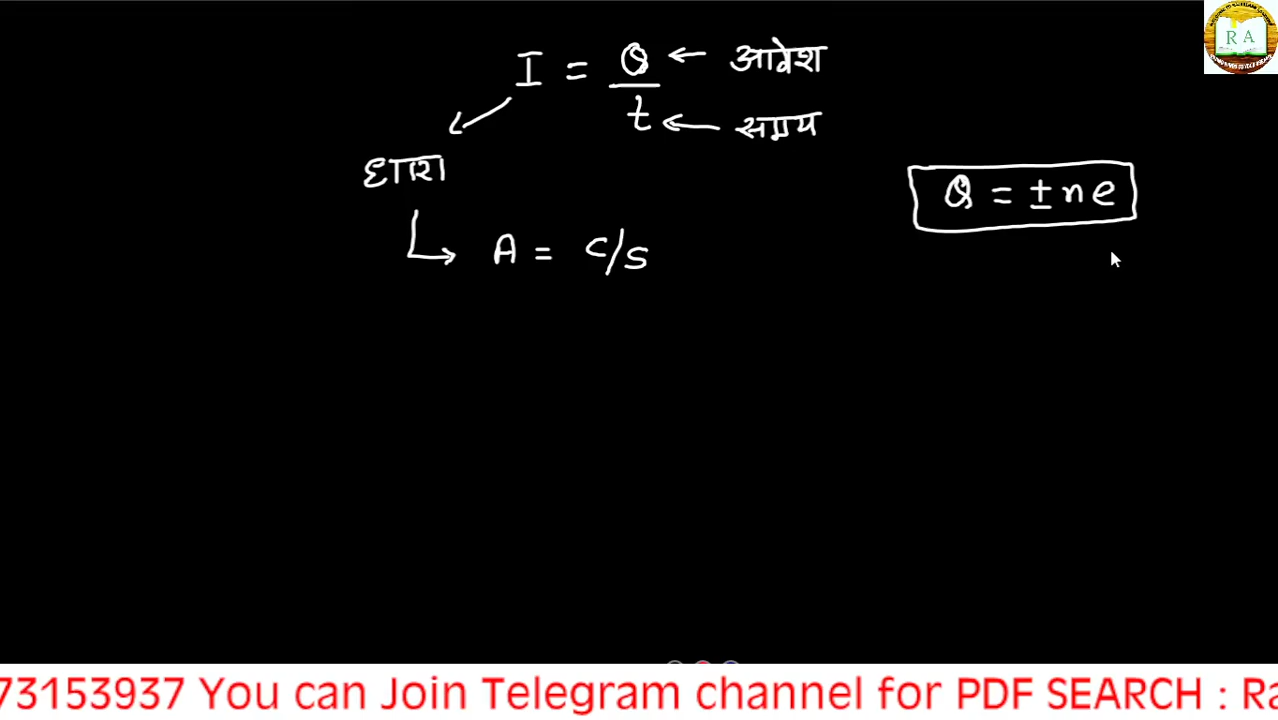 I = Q/t ← आवेश
← समय
धारा
Q = ±ne
A = C/s
R A
73153937 You can Join Telegram channel for PDF SEARCH : Ra